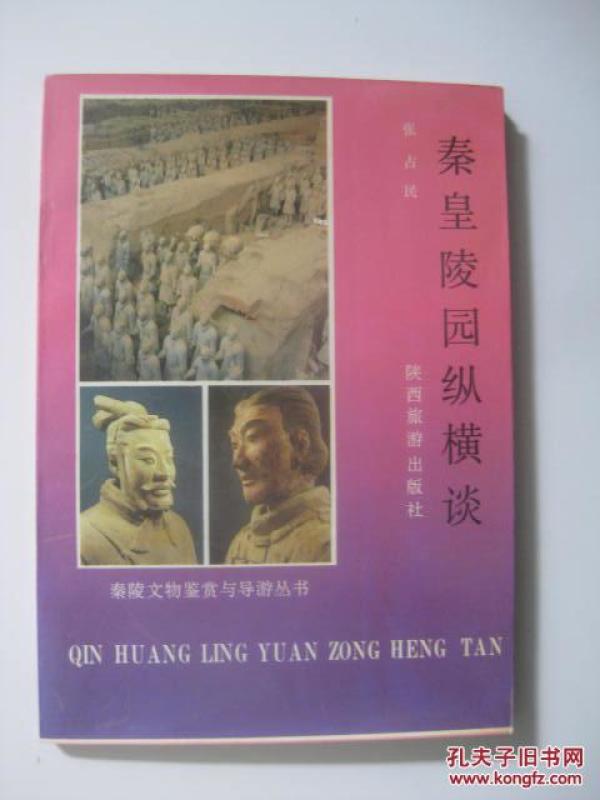 秦皇陵园纵横谈
张占民
陕西旅游出版社
秦陵文物鉴赏与导游丛书
QIN HUANG LING YUAN ZONG HENG TAN
孔夫子旧书网
www.kongfz.com